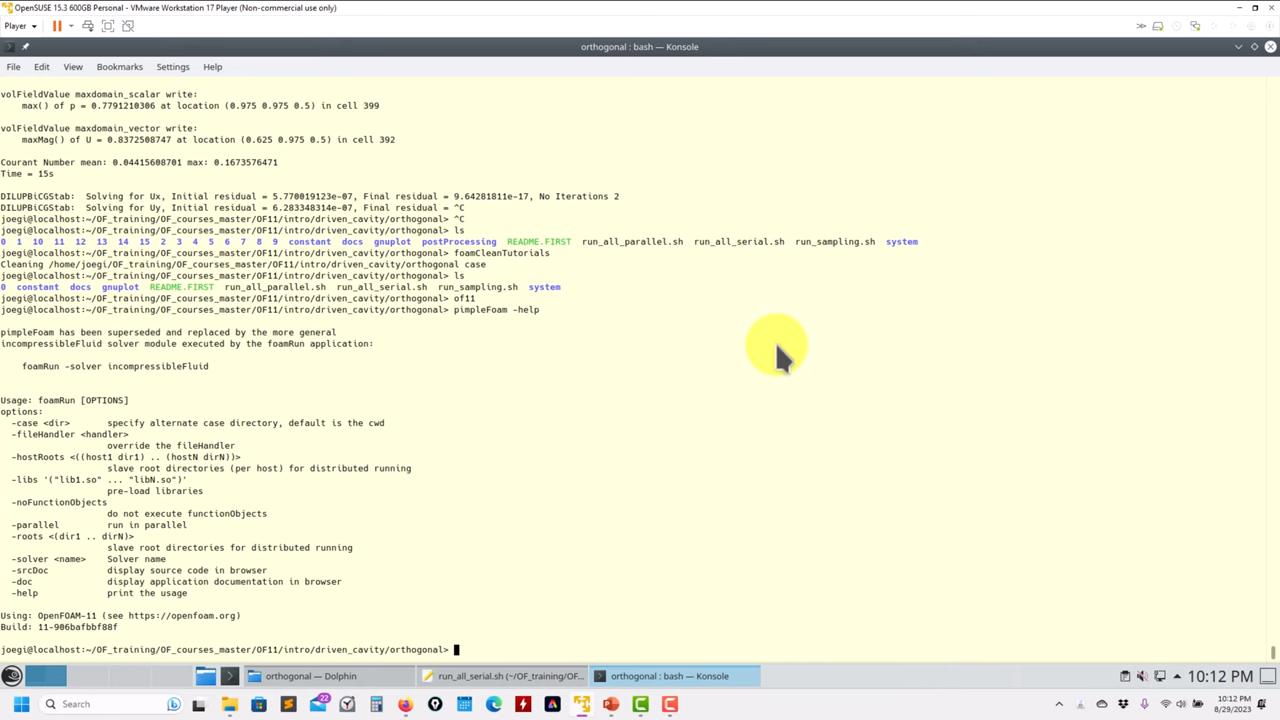 OpenSUSE 15.3 600GB Personal - VMware Workstation 17 Player (Non-commercial use only)
Player
orthogonal : bash — Konsole
File Edit View Bookmarks Settings Help
volFieldValue maxdomain_scalar write:
max() of p = 0.7791210306 at location (0.975 0.975 0.5) in cell 399
volFieldValue maxdomain_vector write:
maxMag() of U = 0.8372508747 at location (0.625 0.975 0.5) in cell 392
Courant Number mean: 0.04415608701 max: 0.1673576471
Time = 15s
DILUPBiCGStab:  Solving for Ux, Initial residual = 5.770019123e-07, Final residual = 9.64281811e-17, No Iterations 2
DILUPBiCGStab:  Solving for Uy, Initial residual = 6.283348314e-07, Final residual = ^C
joegi@localhost:~/OF_training/OF_courses_master/OF11/intro/driven_cavity/orthogonal> ^C
joegi@localhost:~/OF_training/OF_courses_master/OF11/intro/driven_cavity/orthogonal> ls
0 1 10 11 12 13 14 15 2 3 4 5 6 7 8 9 constant docs gnuplot postProcessing README.FIRST run_all_parallel.sh run_all_serial.sh run_sampling.sh system
joegi@localhost:~/OF_training/OF_courses_master/OF11/intro/driven_cavity/orthogonal> foamCleanTutorials
Cleaning /home/joegi/OF_training/OF_courses_master/OF11/intro/driven_cavity/orthogonal case
joegi@localhost:~/OF_training/OF_courses_master/OF11/intro/driven_cavity/orthogonal> ls
0 constant docs gnuplot README.FIRST run_all_parallel.sh run_all_serial.sh run_sampling.sh system
joegi@localhost:~/OF_training/OF_courses_master/OF11/intro/driven_cavity/orthogonal> of11
joegi@localhost:~/OF_training/OF_courses_master/OF11/intro/driven_cavity/orthogonal> pimpleFoam -help
pimpleFoam has been superseded and replaced by the more general
incompressibleFluid solver module executed by the foamRun application:
foamRun -solver incompressibleFluid
Usage: foamRun [OPTIONS]
options:
-case <dir> specify alternate case directory, default is the cwd
-fileHandler <handler>
override the fileHandler
-hostRoots <((host1 dir1) .. (hostN dirN))>
slave root directories (per host) for distributed running
-libs '("lib1.so" ... "libN.so")'
pre-load libraries
-noFunctionObjects
do not execute functionObjects
-parallel run in parallel
-roots <(dir1 .. dirN)>
slave root directories for distributed running
-solver <name> Solver name
-srcDoc display source code in browser
-doc display application documentation in browser
-help print the usage
Using: OpenFOAM-11 (see https://openfoam.org)
Build: 11-906bafbbf88f
joegi@localhost:~/OF_training/OF_courses_master/OF11/intro/driven_cavity/orthogonal>
orthogonal — Dolphin
run_all_serial.sh (~/OF_training/OF...
orthogonal : bash — Konsole
10:12 PM
Search
22
10:12 PM
8/29/2023